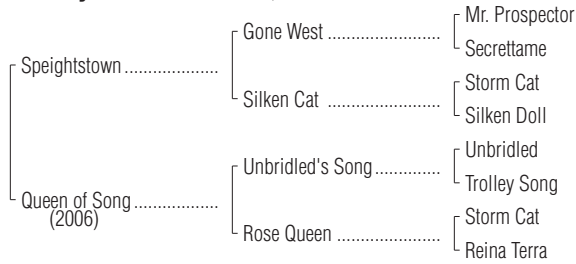 Mr. Prospector
Gone West
Secrettame
Speightstown
Storm Cat
Silken Cat
Silken Doll
Unbridled
Unbridled's Song
Trolley Song
Queen of Song
(2006)
Storm Cat
Rose Queen
Reina Terra